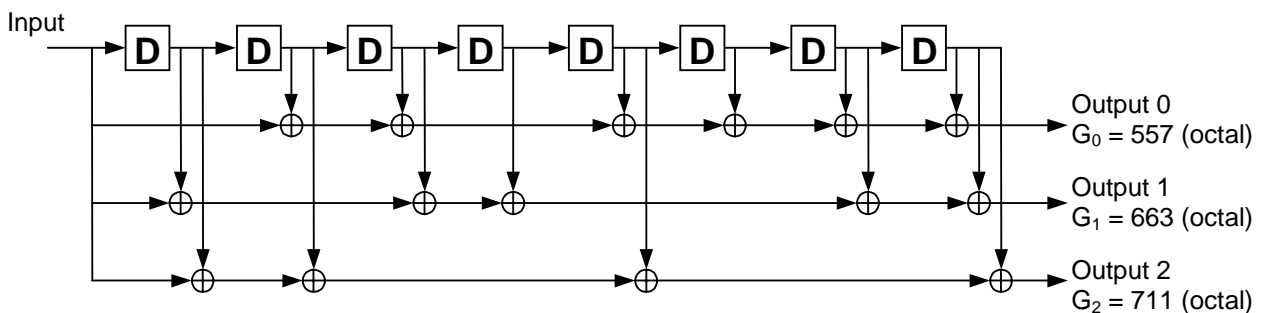 Input
D D D D D D D D
Output 0
G₀ = 557 (octal)
Output 1
G₁ = 663 (octal)
Output 2
G₂ = 711 (octal)